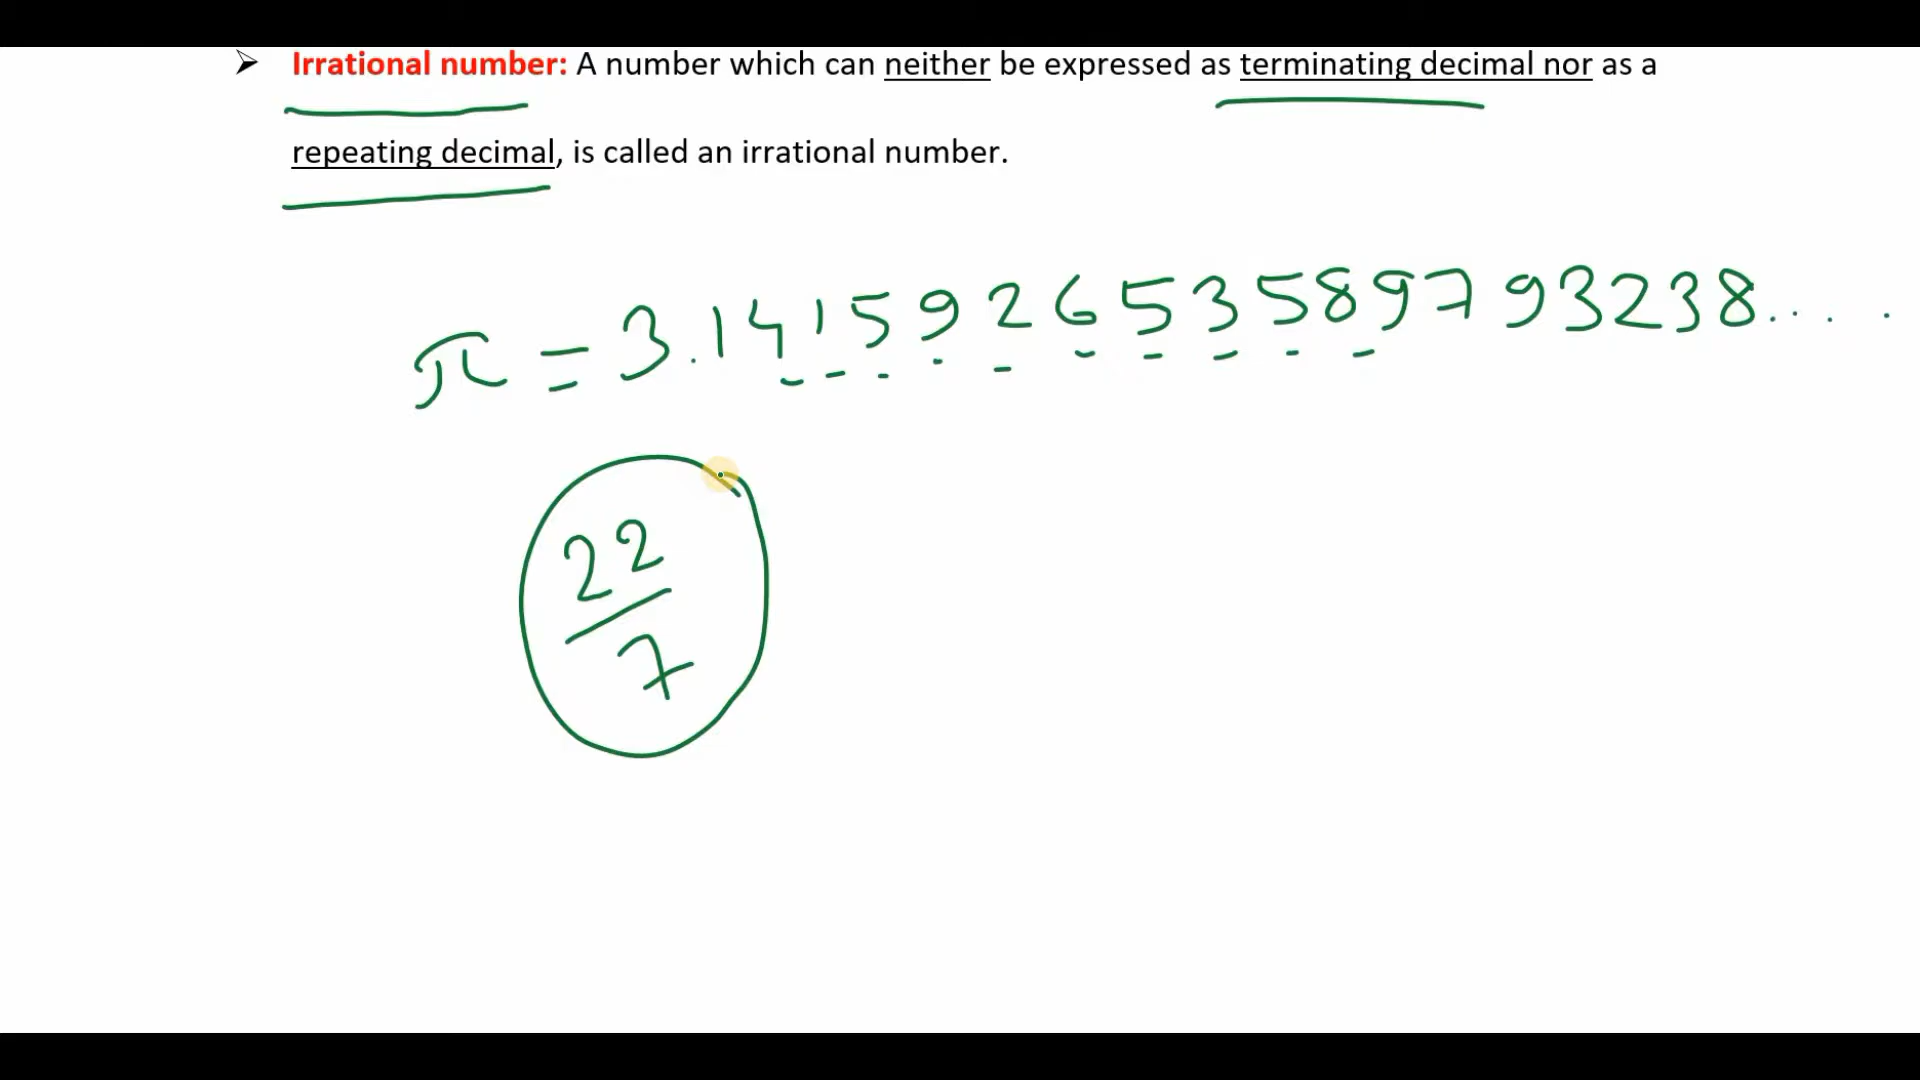 ➢ Irrational number: A number which can neither be expressed as terminating decimal nor as a
repeating decimal, is called an irrational number.
π = 3.14159265358979323 8.....
22
7